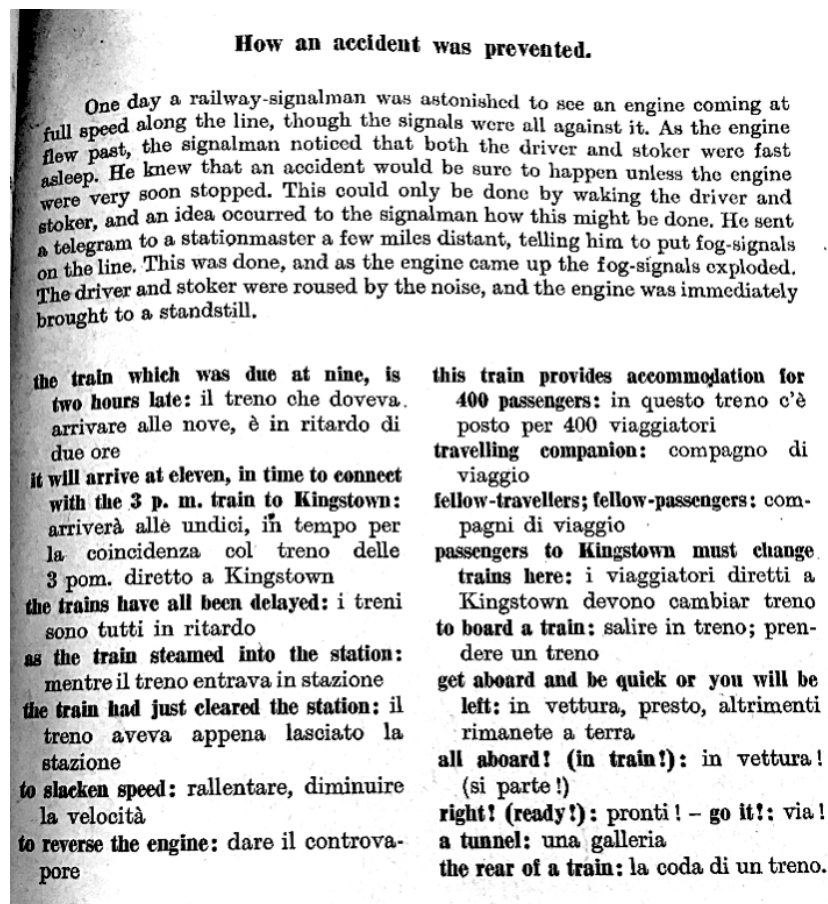 How an accident was prevented.
One day a railway-signalman was astonished to see an engine coming at
full speed along the line, though the signals were all against it. As the engine
flew past, the signalman noticed that both the driver and stoker were fast
asleep. He knew that an accident would be sure to happen unless the engine
were very soon stopped. This could only be done by waking the driver and
stoker, and an idea occurred to the signalman how this might be done. He sent
a telegram to a stationmaster a few miles distant, telling him to put fog-signals
on the line. This was done, and as the engine came up the fog-signals exploded.
The driver and stoker were roused by the noise, and the engine was immediately
brought to a standstill.
the train which was due at nine, is
two hours late: il treno che doveva
arrivare alle nove, è in ritardo di
due ore
it will arrive at eleven, in time to connect
with the 3 p. m. train to Kingstown:
arriverà alle undici, in tempo per
la coincidenza col treno delle
3 pom. diretto a Kingstown
the trains have all been delayed: i treni
sono tutti in ritardo
as the train steamed into the station:
mentre il treno entrava in stazione
the train had just cleared the station: il
treno aveva appena lasciato la
stazione
to slacken speed: rallentare, diminuire
la velocità
to reverse the engine: dare il controva-
pore
this train provides accommodation for
400 passengers: in questo treno c'è
posto per 400 viaggiatori
travelling companion: compagno di
viaggio
fellow-travellers; fellow-passengers: com-
pagni di viaggio
passengers to Kingstown must change
trains here: i viaggiatori diretti a
Kingstown devono cambiar treno
to board a train: salire in treno; pren-
dere un treno
get aboard and be quick or you will be
left: in vettura, presto, altrimenti
rimanete a terra
all aboard! (in train!): in vettura!
(si parte!)
right! (ready!): pronti! – go it!: via!
a tunnel: una galleria
the rear of a train: la coda di un treno.